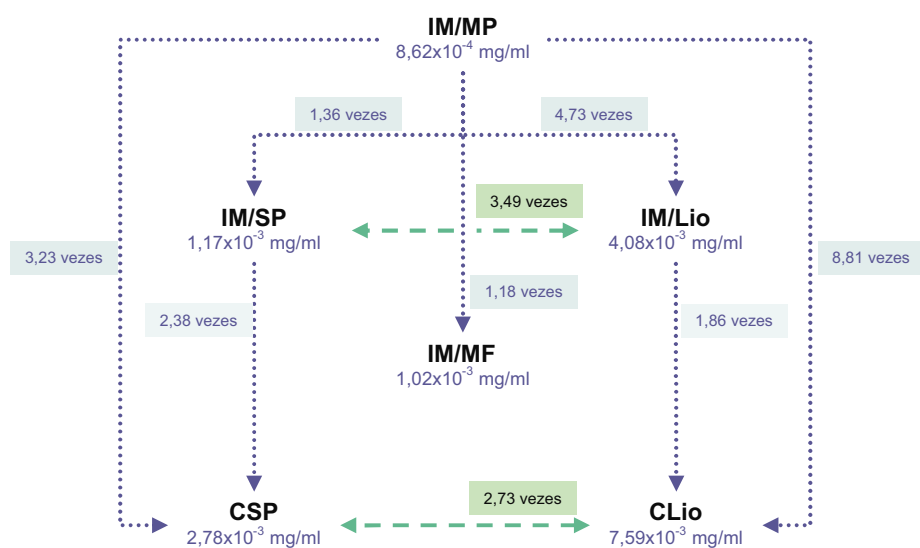 IM/MP
8,62x10⁻⁴ mg/ml
1,36 vezes
4,73 vezes
3,49 vezes
IM/SP
1,17x10⁻³ mg/ml
IM/Lio
4,08x10⁻³ mg/ml
3,23 vezes
8,81 vezes
1,18 vezes
2,38 vezes
1,86 vezes
IM/MF
1,02x10⁻³ mg/ml
2,73 vezes
CSP
2,78x10⁻³ mg/ml
CLio
7,59x10⁻³ mg/ml